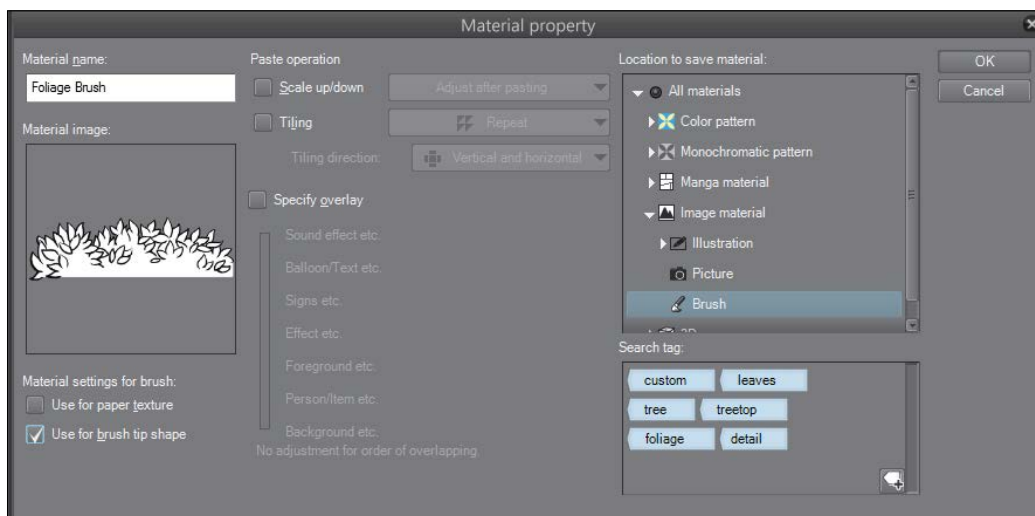 Material property
Material name:
Foliage Brush
Material image:
Material settings for brush:
Use for paper texture
Use for brush tip shape
Paste operation
Scale up/down
Adjust after pasting
Tiling
Repeat
Tiling direction:
Vertical and horizontal
Specify overlay
Sound effect etc.
Balloon/Text etc.
Signs etc.
Effect etc.
Foreground etc.
Person/Item etc.
Background etc.
No adjustment for order of overlapping.
Location to save material:
All materials
Color pattern
Monochromatic pattern
Manga material
Image material
Illustration
Picture
Brush
3D
Search tag:
custom leaves
tree treetop
foliage detail
OK
Cancel